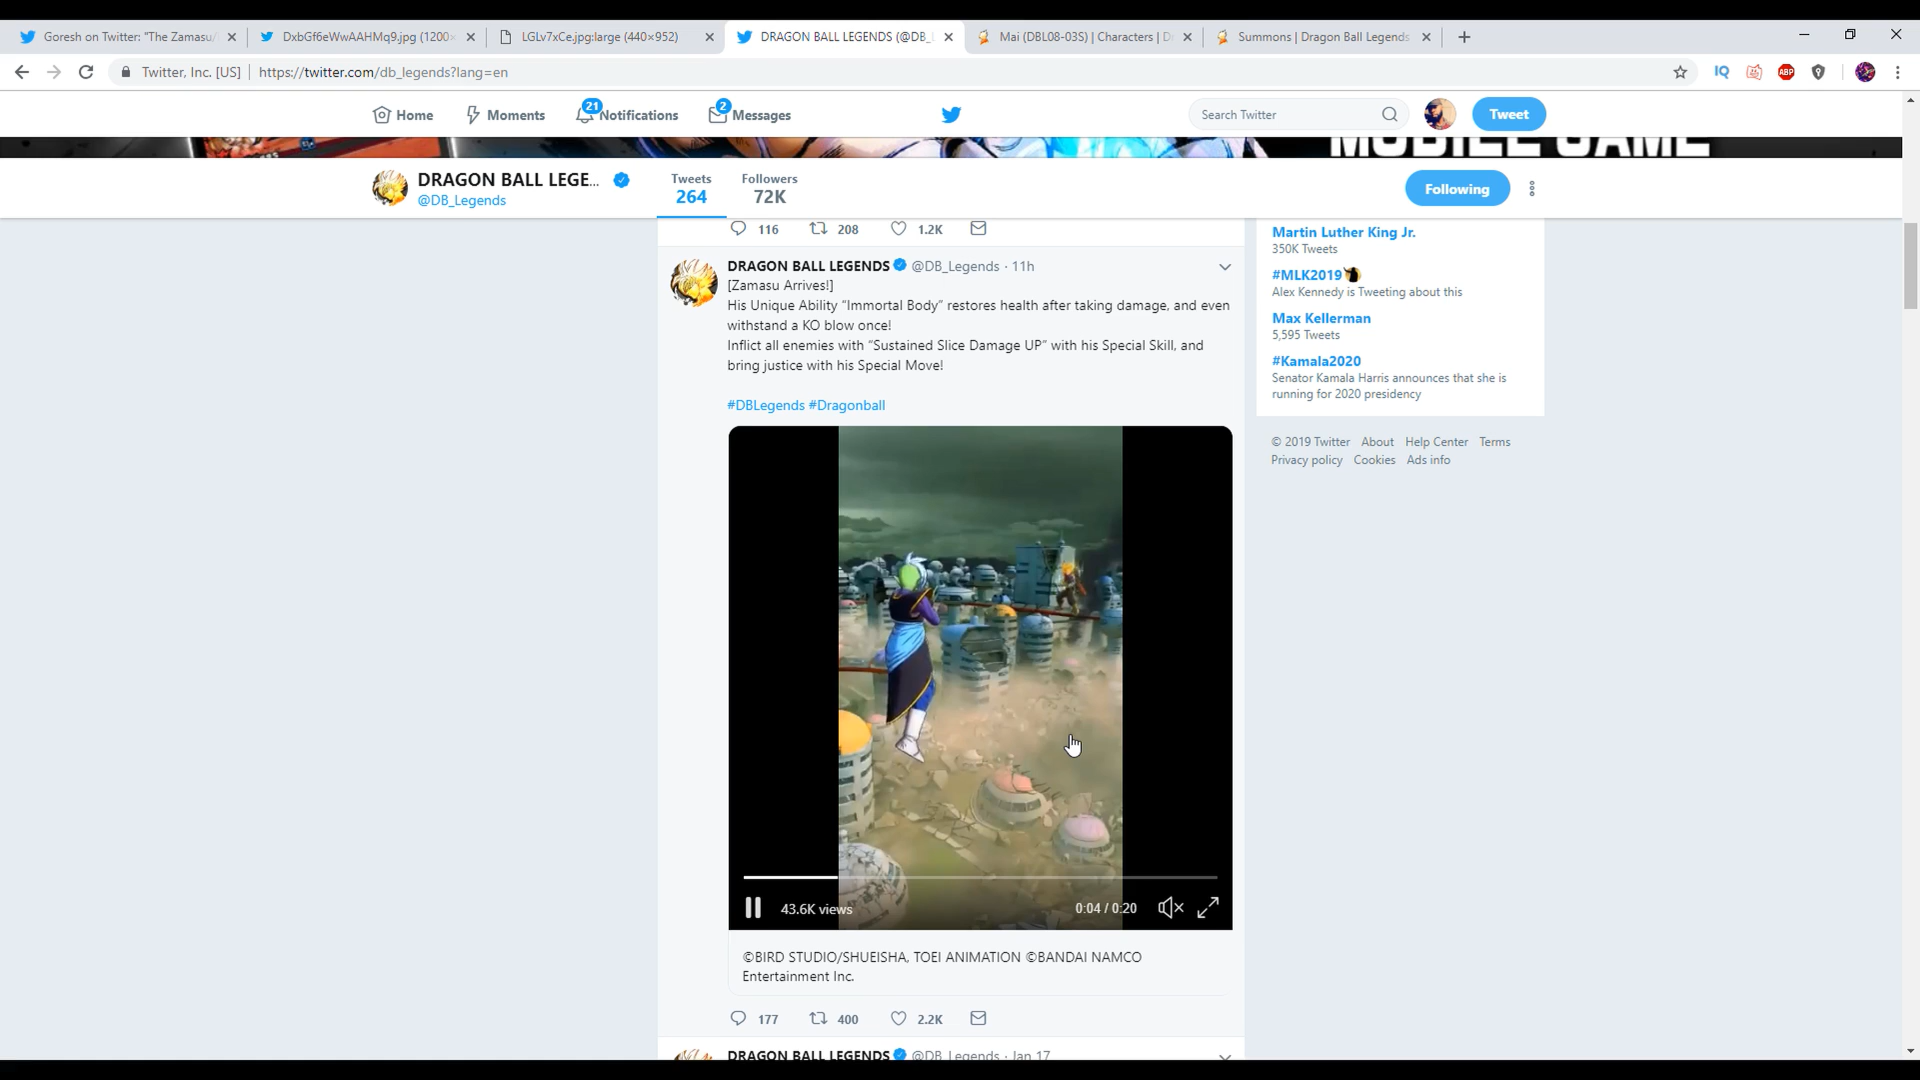 Goresh on Twitter: "The Zamasu/
DxbGf6eWwAAHMq9.jpg (1200×
LGLv7xCe.jpg:large (440×952)
DRAGON BALL LEGENDS (@DB_L
Mai (DBL08-03S) | Characters | D
Summons | Dragon Ball Legends
Twitter, Inc. [US]
https://twitter.com/db_legends?lang=en
IQ
ABP
Home
Moments
21
Notifications
2
Messages
Search Twitter
Tweet
MOBILE GAME
DRAGON BALL LEGE...
@DB_Legends
Tweets
264
Followers
72K
Following
116
208
1.2K
DRAGON BALL LEGENDS @DB_Legends · 11h
[Zamasu Arrives!]
His Unique Ability “Immortal Body” restores health after taking damage, and even
withstand a KO blow once!
Inflict all enemies with “Sustained Slice Damage UP” with his Special Skill, and
bring justice with his Special Move!
#DBLegends #Dragonball
43.6K views
0:04 / 0:20
©BIRD STUDIO/SHUEISHA, TOEI ANIMATION ©BANDAI NAMCO
Entertainment Inc.
177
400
2.2K
DRAGON BALL LEGENDS @DB_Legends · Jan 17
Martin Luther King Jr.
350K Tweets
#MLK2019
Alex Kennedy is Tweeting about this
Max Kellerman
5,595 Tweets
#Kamala2020
Senator Kamala Harris announces that she is
running for 2020 presidency
© 2019 Twitter About Help Center Terms
Privacy policy Cookies Ads info